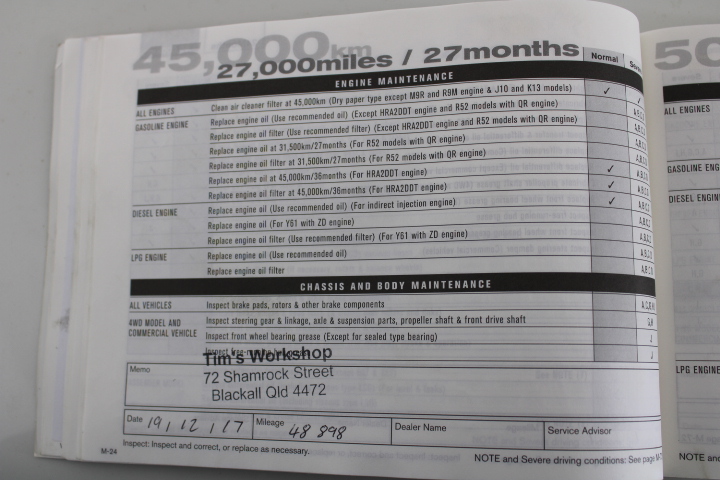 45,000km
27,000miles / 27months
Normal
ENGINE MAINTENANCE
ALL ENGINES Clean air cleaner filter at 45,000km (Dry paper type except M9R and R9M engine & J10 and K13 models) ✓ ✓
GASOLINE ENGINE Replace engine oil (Use recommended oil) (Except HRA2DDT engine and R52 models with QR engine)
Replace engine oil filter (Use recommended filter) (Except HRA2DDT engine and R52 models with QR engine)
Replace engine oil at 31,500km/27months (For R52 models with QR engine)
Replace engine oil filter at 31,500km/27months (For R52 models with QR engine)
Replace engine oil at 45,000km/36months (For HRA2DDT engine) ✓
Replace engine oil filter at 45,000km/36months (For HRA2DDT engine) ✓
DIESEL ENGINE Replace engine oil (Use recommended oil) (For indirect injection engine) ✓
Replace engine oil (For Y61 with ZD engine)
Replace engine oil filter (Use recommended filter) (For Y61 with ZD engine)
LPG ENGINE Replace engine oil (Use recommended oil)
Replace engine oil filter
CHASSIS AND BODY MAINTENANCE
ALL VEHICLES Inspect brake pads, rotors & other brake components
4WD MODEL AND COMMERCIAL VEHICLE Inspect steering gear & linkage, axle & suspension parts, propeller shaft & front drive shaft G,H
Inspect front wheel bearing grease (Except for sealed type bearing) J
Inspect J
Memo
Tim's Workshop
72 Shamrock Street
Blackall Qld 4472
Date 19/12/17 Mileage 48 898 Dealer Name Service Advisor
M-24 Inspect: Inspect and correct, or replace as necessary.
NOTE and Severe driving conditions: See page
50
ALL ENGINES
GASOLINE ENG
DIESEL ENGIN
LPG ENGINE
NOTE and